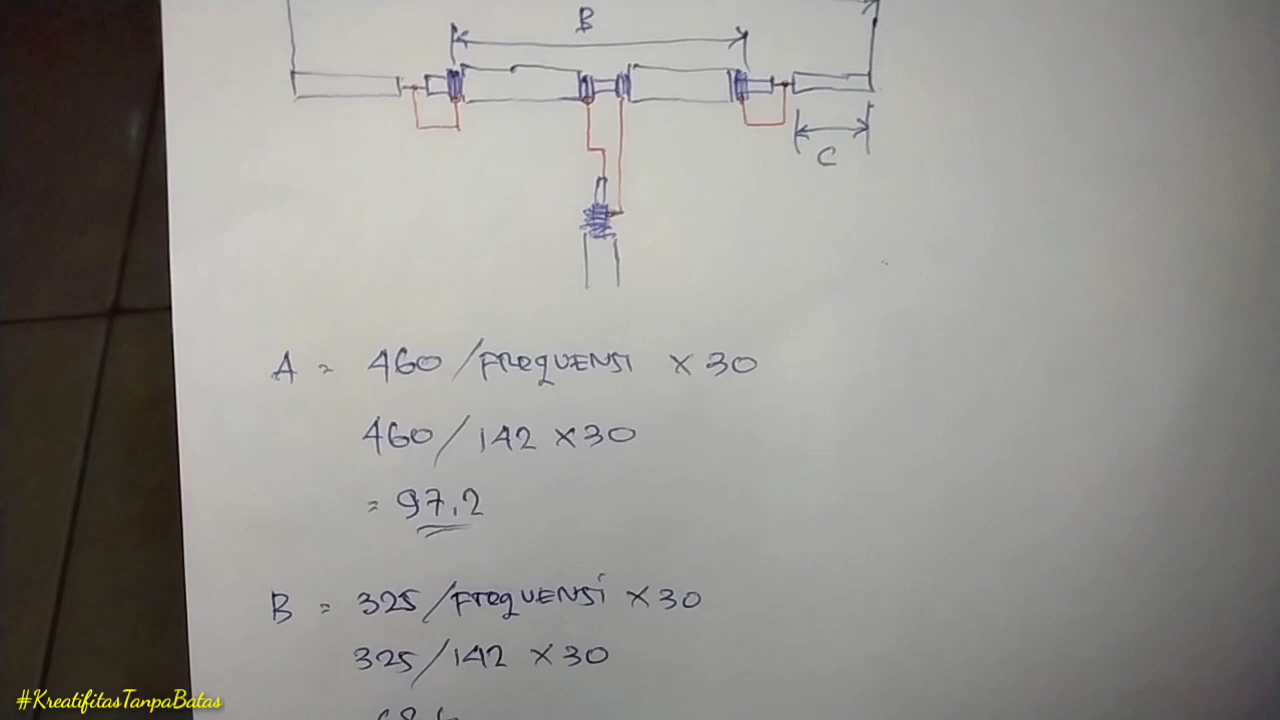 B
C
A = 460 / FREQUENSI × 30
460 / 142 × 30
= 97,2
B = 325 / FREQUENSI × 30
325 / 142 × 30
#KreatifitasTanpaBatas